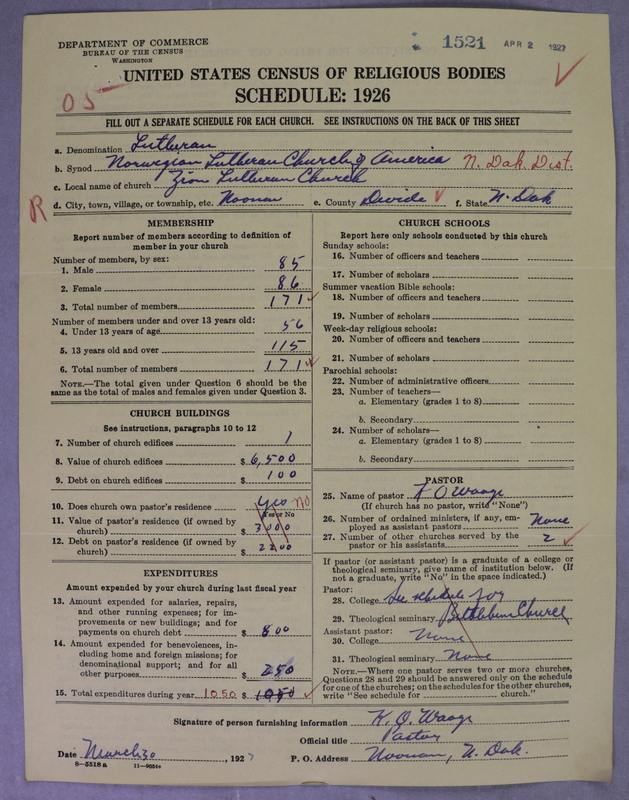 DEPARTMENT OF COMMERCE
BUREAU OF THE CENSUS
WASHINGTON
1521 APR 2 1927
UNITED STATES CENSUS OF RELIGIOUS BODIES
SCHEDULE: 1926
05
FILL OUT A SEPARATE SCHEDULE FOR EACH CHURCH. SEE INSTRUCTIONS ON THE BACK OF THIS SHEET
a. Denomination Lutheran
b. Synod Norwegian Lutheran Church of America N. Dak. Dist.
c. Local name of church Zion Lutheran Church
R
d. City, town, village, or township, etc. Noonan e. County Divide f. State N. Dak
MEMBERSHIP
Report number of members according to definition of
member in your church
Number of members, by sex:
1. Male 85
2. Female 86
3. Total number of members 171
Number of members under and over 13 years old:
4. Under 13 years of age 56
5. 13 years old and over 115
6. Total number of members 171
NOTE.—The total given under Question 6 should be the
same as the total of males and females given under Question 3.
CHURCH BUILDINGS
See instructions, paragraphs 10 to 12
7. Number of church edifices 1
8. Value of church edifices $ 6,500
9. Debt on church edifices $ 100
10. Does church own pastor's residence yes no
Yes or No
11. Value of pastor's residence (if owned by
church) $ 3000
12. Debt on pastor's residence (if owned by
church) $ 2200
EXPENDITURES
Amount expended by your church during last fiscal year
13. Amount expended for salaries, repairs,
and other running expenses; for im-
provements or new buildings; and for
payments on church debt $ 800
14. Amount expended for benevolences, in-
cluding home and foreign missions; for
denominational support; and for all
other purposes $ 250
15. Total expenditures during year 1050 $ 1050
CHURCH SCHOOLS
Report here only schools conducted by this church
Sunday schools:
16. Number of officers and teachers
17. Number of scholars
Summer vacation Bible schools:
18. Number of officers and teachers
19. Number of scholars
Week-day religious schools:
20. Number of officers and teachers
21. Number of scholars
Parochial schools:
22. Number of administrative officers
23. Number of teachers—
a. Elementary (grades 1 to 8)
b. Secondary
24. Number of scholars—
a. Elementary (grades 1 to 8)
b. Secondary
PASTOR
25. Name of pastor K O Waage
(If church has no pastor, write "None")
26. Number of ordained ministers, if any, em-
ployed as assistant pastors None
27. Number of other churches served by the
pastor or his assistants 2
If pastor (or assistant pastor) is a graduate of a college or
theological seminary, give name of institution below. (If
not a graduate, write "No" in the space indicated.)
Pastor:
28. College See schedule for
29. Theological seminary Bethlehem Church
Assistant pastor:
30. College None
31. Theological seminary None
NOTE.—Where one pastor serves two or more churches,
Questions 28 and 29 should be answered only on the schedule
for one of the churches; on the schedules for the other churches,
write "See schedule for church."
Signature of person furnishing information K. O. Waage
Official title Pastor
Date March 30, 1927 P. O. Address Noonan, N. Dak.
8—5518 a 11—9654